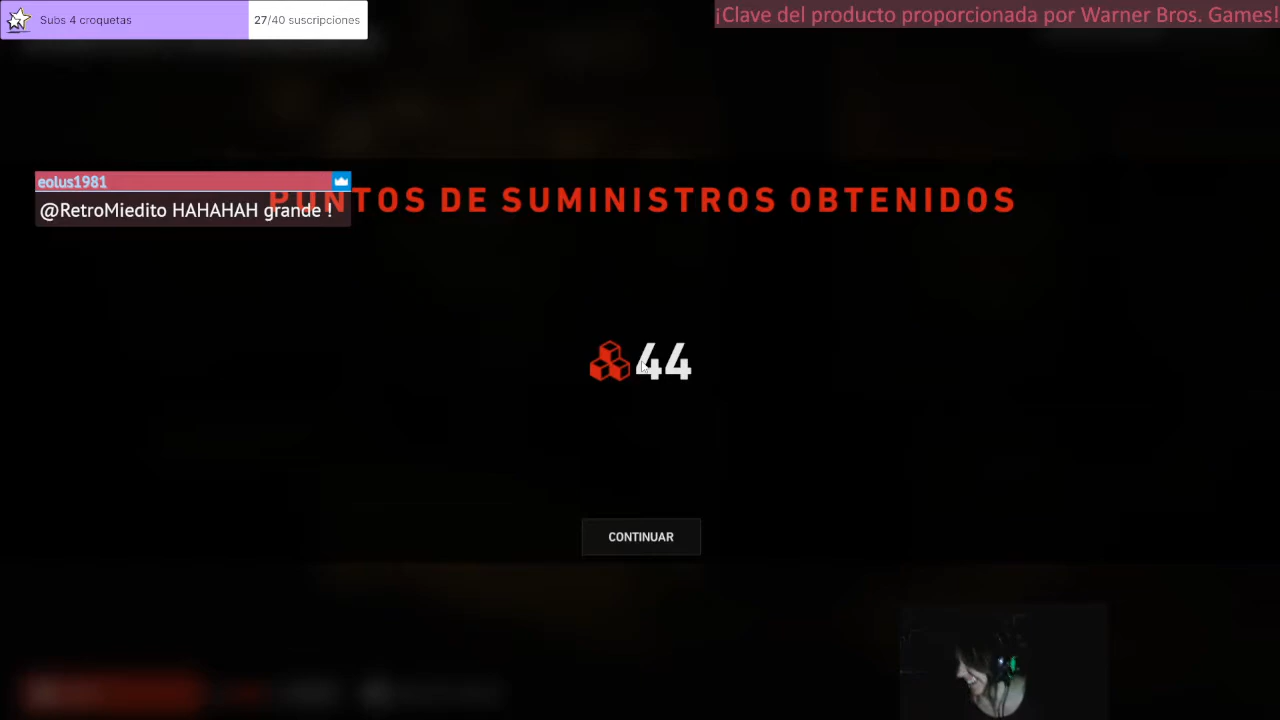 Subs 4 croquetas
27/40 suscripciones
¡Clave del producto proporcionada por Warner Bros. Games!
eolus1981
@RetroMiedito HAHAHAH grande !
PUNTOS DE SUMINISTROS OBTENIDOS
44
CONTINUAR